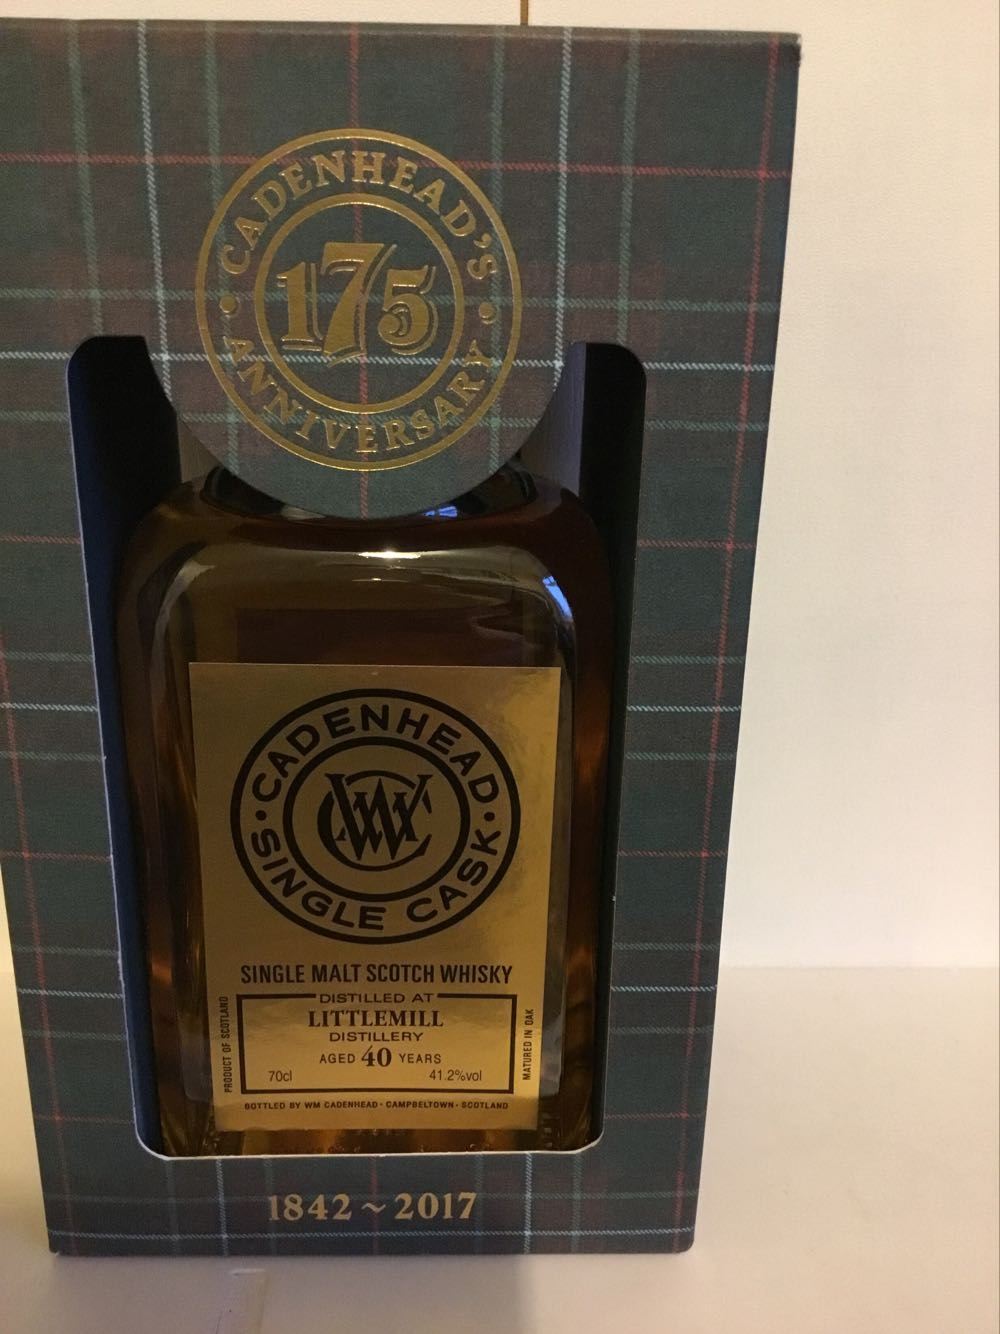 CADENHEAD'S
175
ANNIVERSARY
CADENHEAD
WC
SINGLE CASK
SINGLE MALT SCOTCH WHISKY
DISTILLED AT
LITTLEMILL
DISTILLERY
AGED 40 YEARS
70cl 41.2%vol
PRODUCT OF SCOTLAND
MATURED IN OAK
BOTTLED BY WM CADENHEAD · CAMPBELTOWN · SCOTLAND
1842 ~ 2017